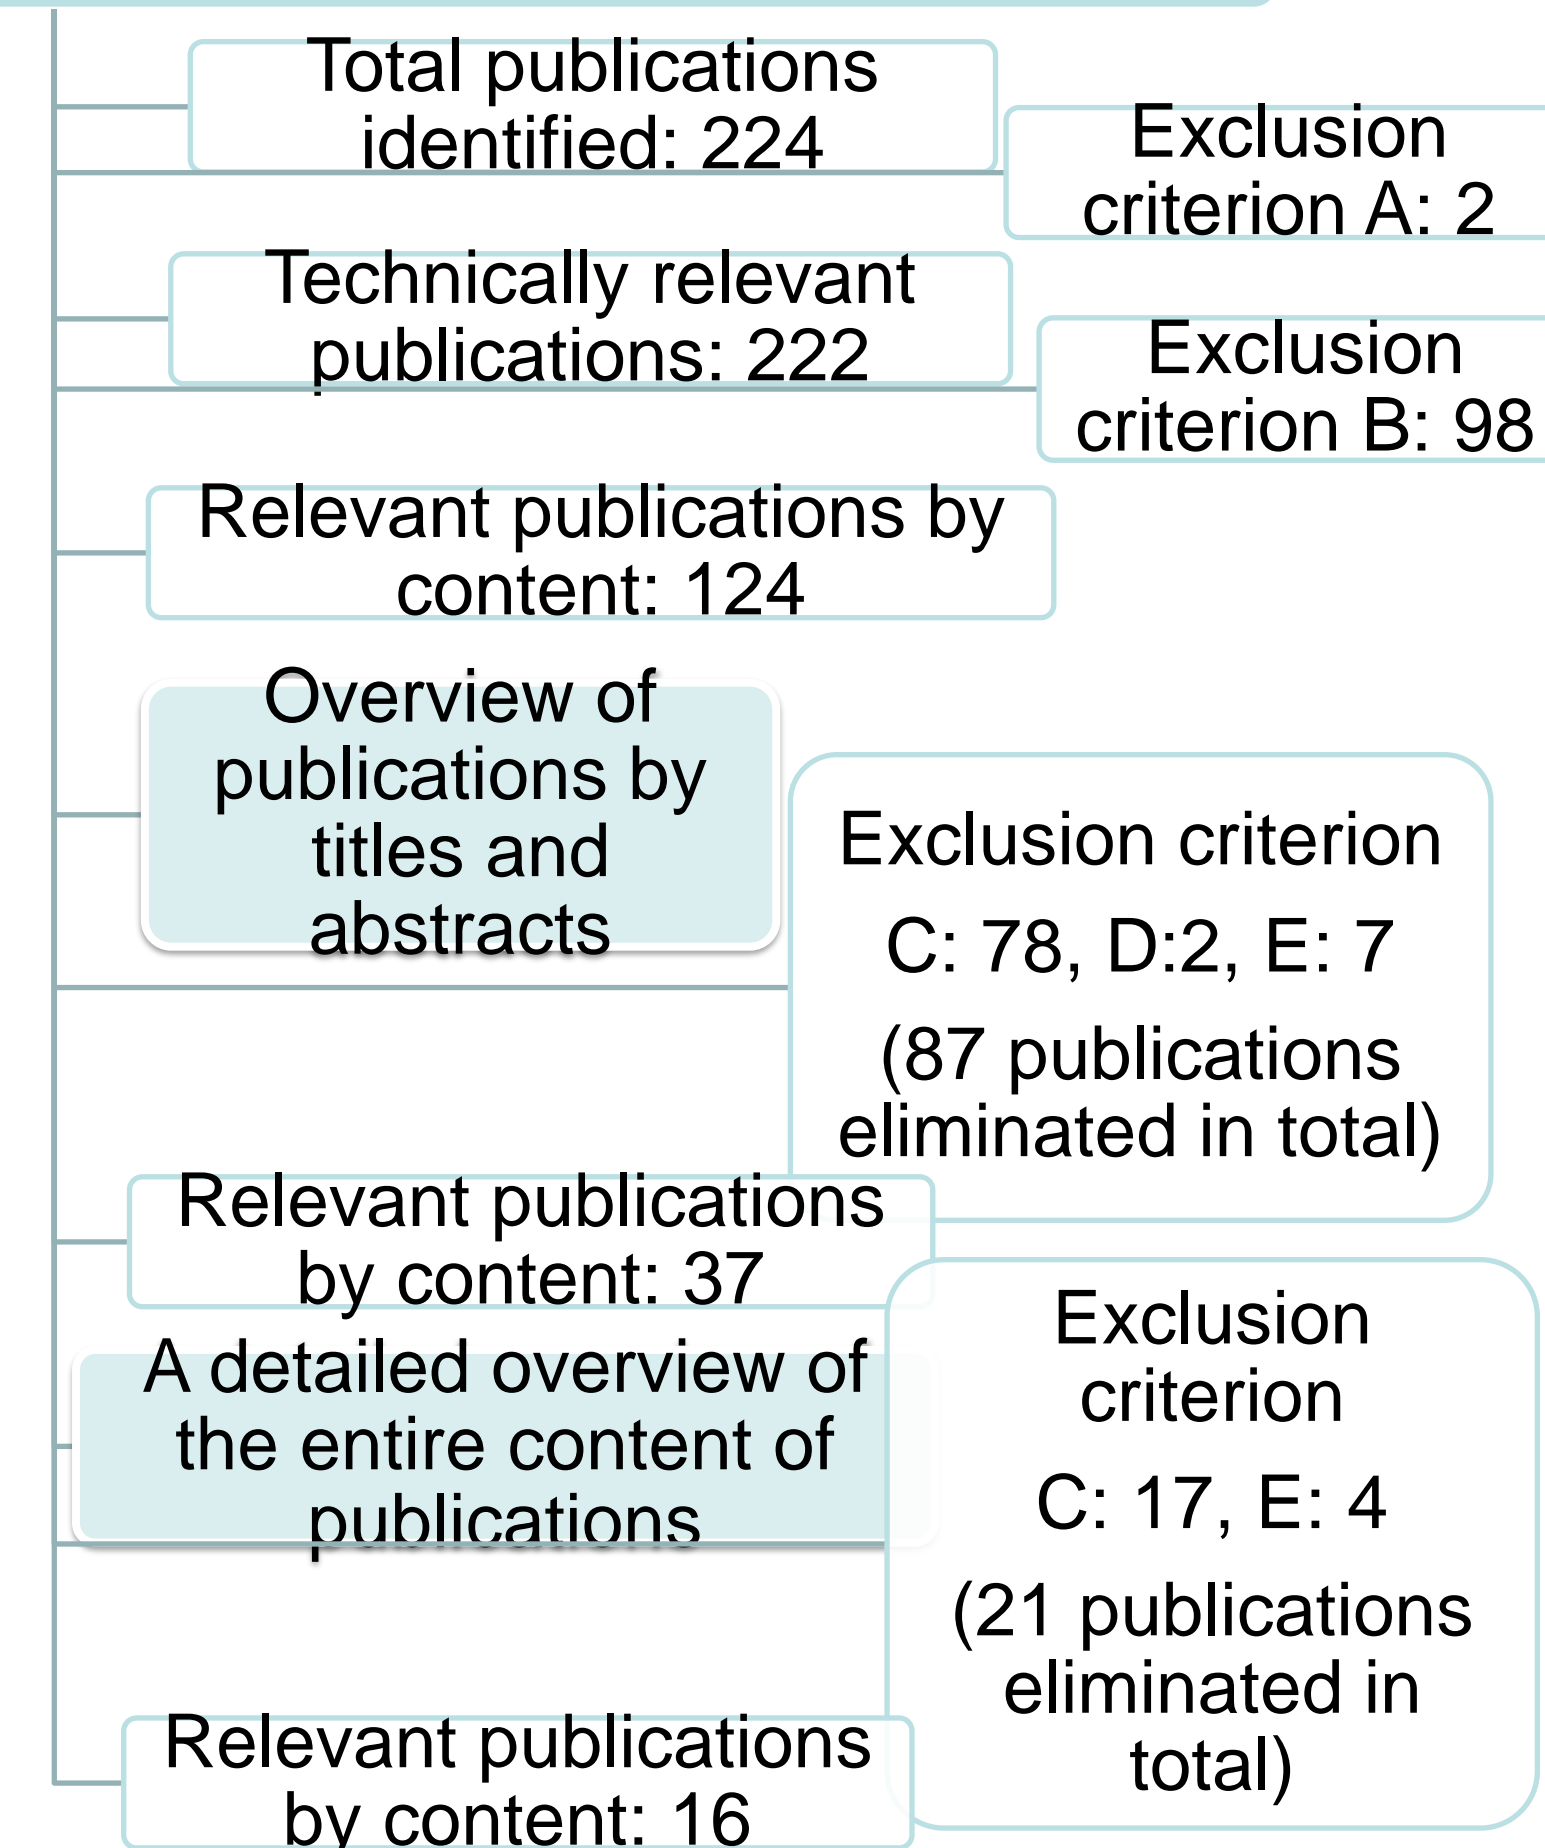 Total publications
identified: 224
Exclusion
criterion A: 2
Technically relevant
publications: 222
Exclusion
criterion B: 98
Relevant publications by
content: 124
Overview of
publications by
titles and
abstracts
Exclusion criterion
C: 78, D:2, E: 7
(87 publications
eliminated in total)
Relevant publications
by content: 37
A detailed overview of
the entire content of
publications
Exclusion
criterion
C: 17, E: 4
(21 publications
eliminated in
total)
Relevant publications
by content: 16